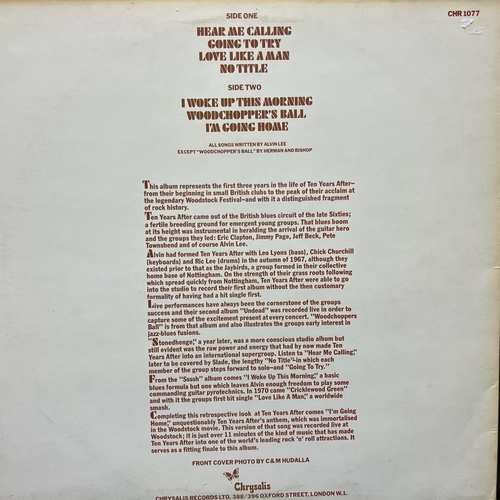 SIDE ONE
CHR 1077
HEAR ME CALLING
GOING TO TRY
LOVE LIKE A MAN
NO TITLE
SIDE TWO
I WOKE UP THIS MORNING
WOODCHOPPER'S BALL
I'M GOING HOME
ALL SONGS WRITTEN BY ALVIN LEE
EXCEPT "WOODCHOPPER'S BALL" BY HERMAN AND BISHOP
This album represents the first three years in the life of Ten Years After—
from their beginning in small British clubs to the peak of their acclaim at
the legendary Woodstock Festival—and with it a distinguished fragment
of rock history.
Ten Years After came out of the British blues circuit of the late Sixties;
a fertile breeding ground for emergent young groups. That blues boom
at its height was instrumental in heralding the arrival of the guitar hero
and the groups they led: Eric Clapton, Jimmy Page, Jeff Beck, Pete
Townshend and of course Alvin Lee.
Alvin had formed Ten Years After with Leo Lyons (bass), Chick Churchill
(keyboards) and Ric Lee (drums) in the autumn of 1967, although they
existed prior to that as the Jaybirds, a group formed in their collective
home base of Nottingham. On the strength of their grass roots following
which spread quickly from Nottingham, Ten Years After were able to go
into the studio to record their first album without the then customary
formality of having had a hit single first.
Live performances have always been the cornerstone of the groups
success and their second album "Undead" was recorded live in order to
capture some of the excitement present at every concert. "Woodchoppers
Ball" is from that album and also illustrates the groups early interest in
jazz-blues fusions.
"Stonedhenge," a year later, was a more conscious studio album but
still evident was the raw power and energy that had by now made Ten
Years After into an international supergroup. Listen to "Hear Me Calling,"
later to be covered by Slade, the lengthy "No Title"-in which each
member of the group steps forward to solo—and "Going To Try."
From the "Sssh" album comes "I Woke Up This Morning," a basic
blues formula but one which leaves Alvin enough freedom to play some
commanding guitar pyrotechnics. In 1970 came "Cricklewood Green"
and with it the groups first hit single "Love Like A Man," a worldwide
smash.
Completing this retrospective look at Ten Years After comes "I'm Going
Home," unquestionably Ten Years After's anthem, which was immortalised
in the Woodstock movie. This version of that song was recorded live at
Woodstock; it is just over 11 minutes of the kind of music that has made
Ten Years After into one of the world's leading rock 'n' roll attractions. It
serves as a fitting finale to this album.
FRONT COVER PHOTO BY C&M HUDALLA
Chrysalis
CHRYSALIS RECORDS LTD. 388/396 OXFORD STREET, LONDON W.1.